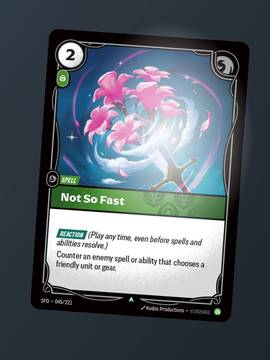 2
SPELL
Not So Fast
REACTION (Play any time, even before spells and
abilities resolve.)
Counter an enemy spell or ability that chooses a
friendly unit or gear.
SFD • 045/221
Kudos Productions • ©2025